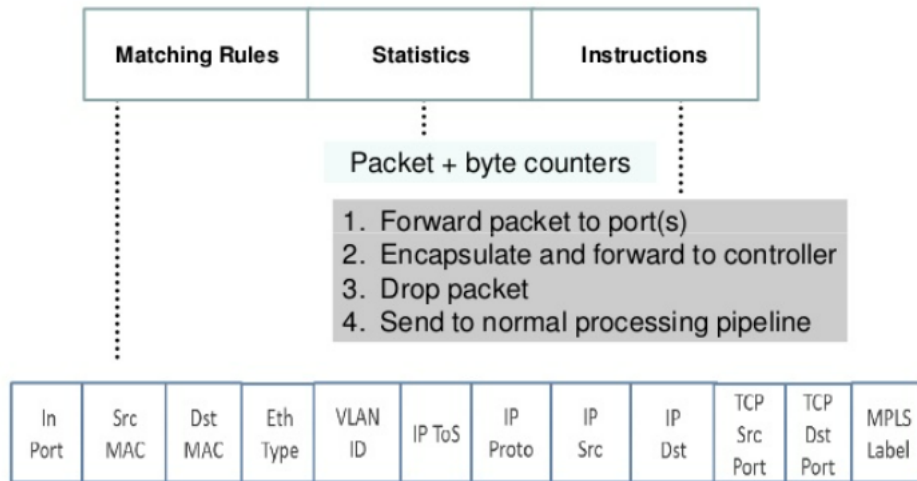 Matching Rules
Statistics
Instructions
Packet + byte counters
1. Forward packet to port(s)
2. Encapsulate and forward to controller
3. Drop packet
4. Send to normal processing pipeline
In
Port
Src
MAC
Dst
MAC
Eth
Type
VLAN
ID
IP ToS
IP
Proto
IP
Src
IP
Dst
TCP
Src
Port
TCP
Dst
Port
MPLS
Label